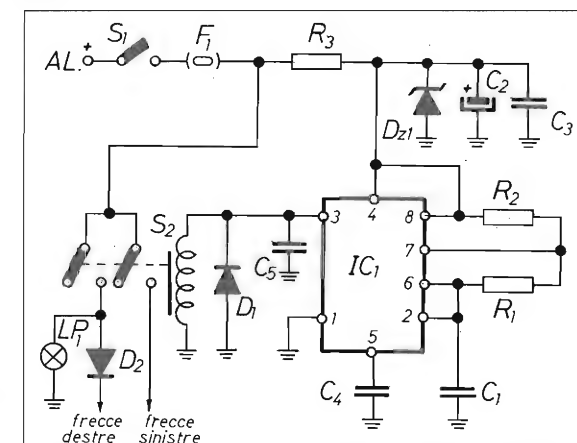 AL. + S1 F1 R3
DZ1 C2 + C3
S2 3 4 8 R2
7
C5 IC1 6
D1 R1
1 2
LP1 D2 5
C4 C1
frecce destre
frecce sinistre